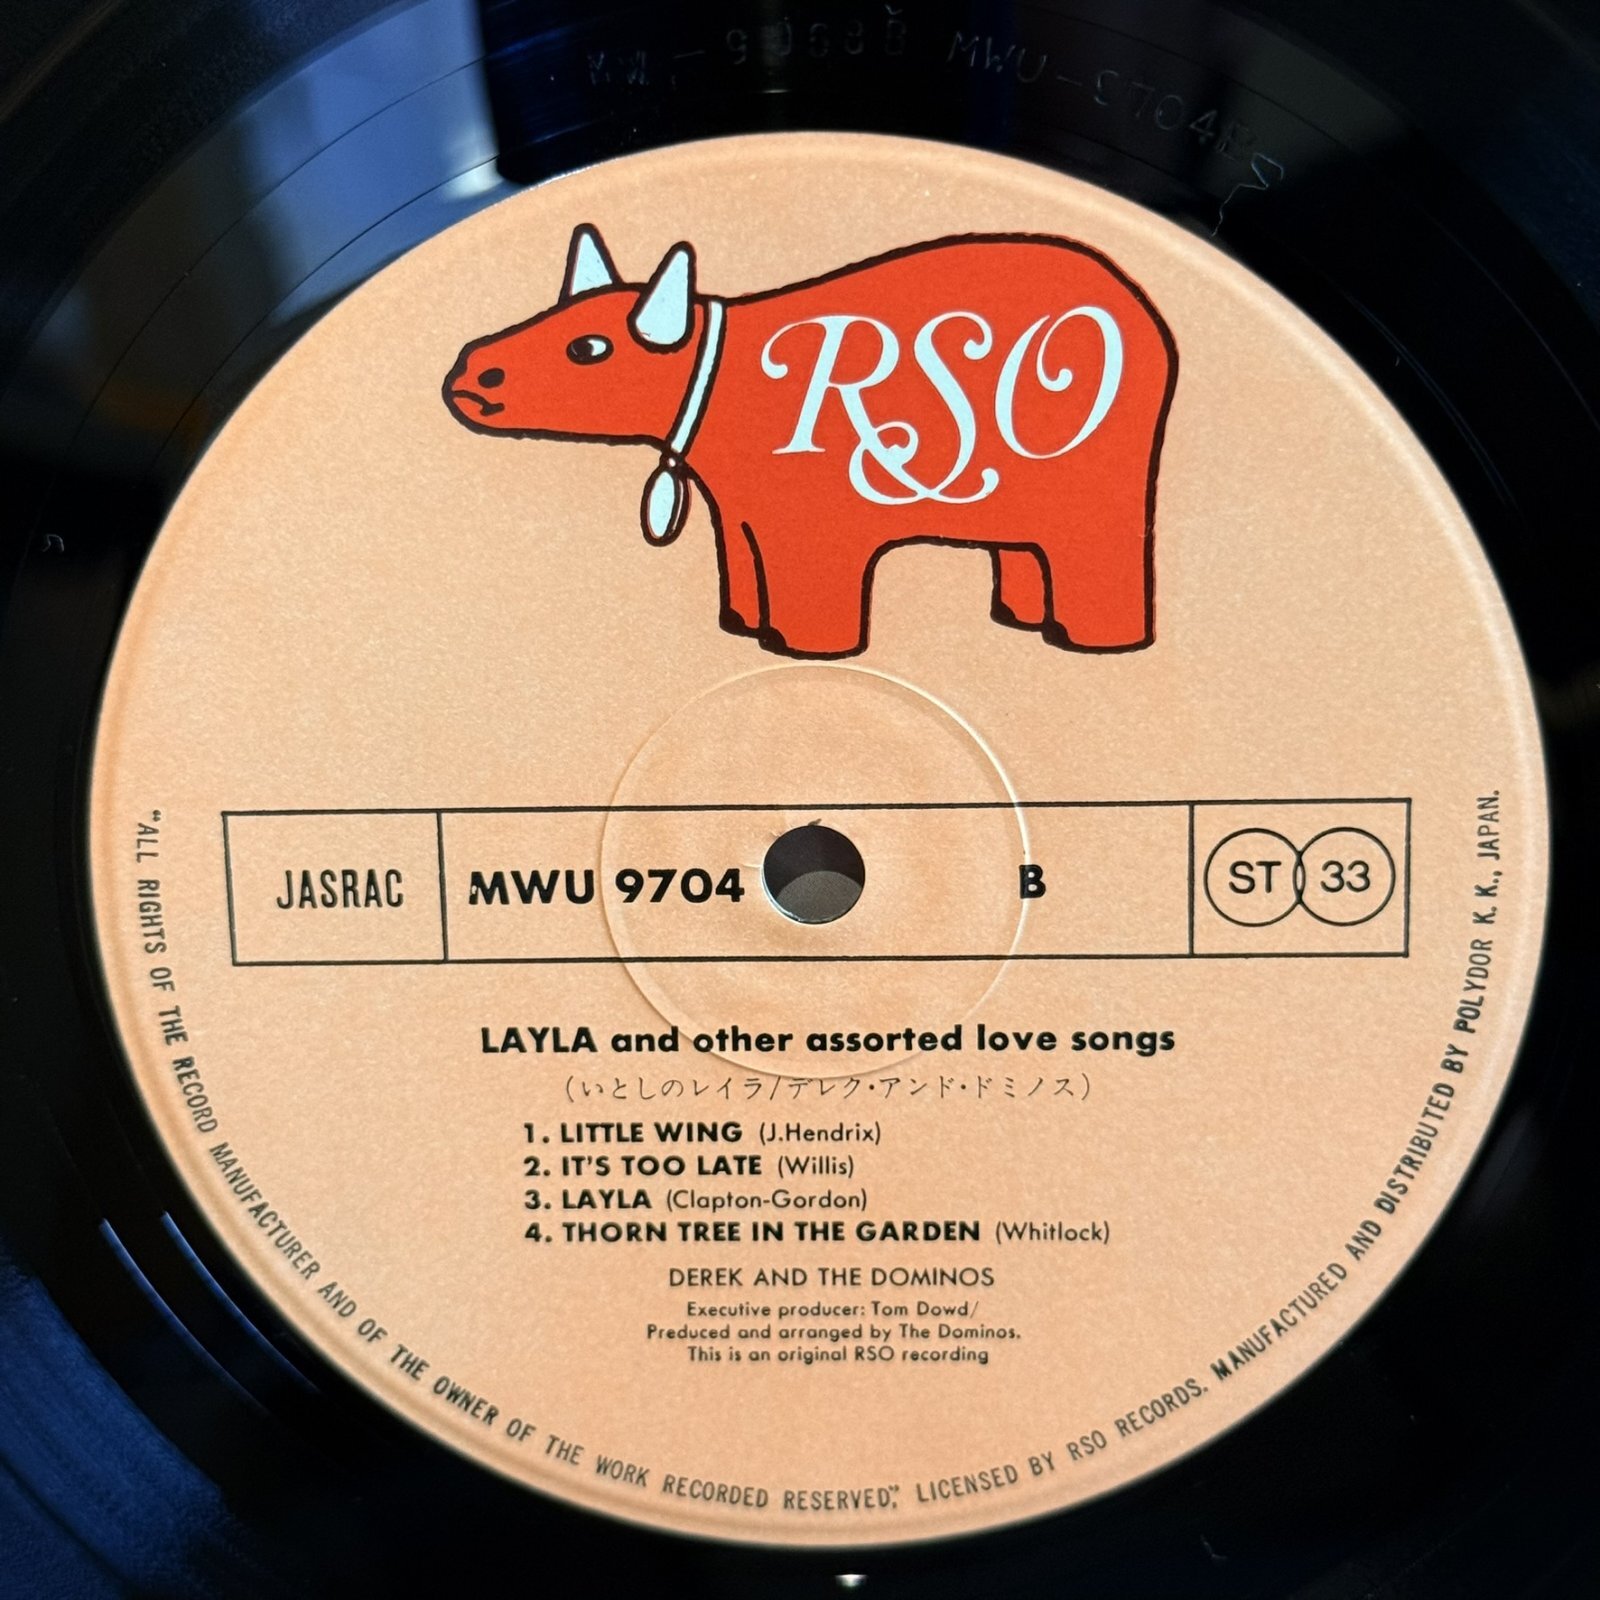 RSO
JASRAC
MWU 9704
B
ST 33
LAYLA and other assorted love songs
(いとしのレイラ/デレク・アンド・ドミノス)
1. LITTLE WING (J.Hendrix)
2. IT'S TOO LATE (Willis)
3. LAYLA (Clapton-Gordon)
4. THORN TREE IN THE GARDEN (Whitlock)
DEREK AND THE DOMINOS
Executive producer: Tom Dowd/
Preduced and arranged by The Dominos.
This is an original RSO recording
"ALL RIGHTS OF THE RECORD MANUFACTURER AND OF THE OWNER OF THE WORK RECORDED RESERVED". LICENSED BY RSO RECORDS. MANUFACTURED AND DISTRIBUTED BY POLYDOR K. K., JAPAN.